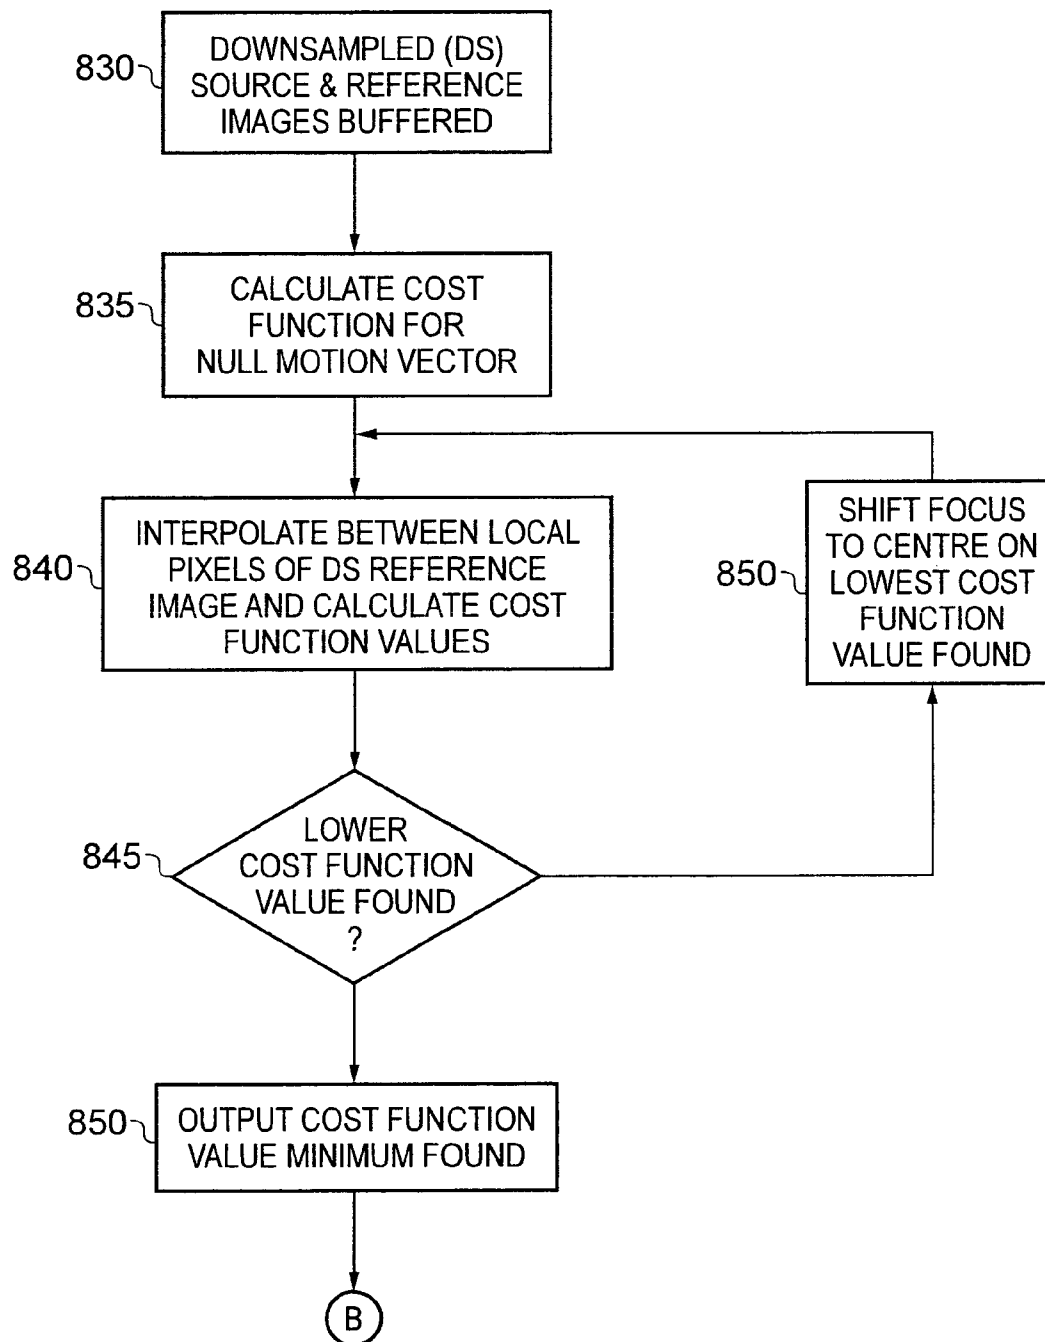 830
DOWNSAMPLED (DS)
SOURCE & REFERENCE
IMAGES BUFFERED
835
CALCULATE COST
FUNCTION FOR
NULL MOTION VECTOR
840
INTERPOLATE BETWEEN LOCAL
PIXELS OF DS REFERENCE
IMAGE AND CALCULATE COST
FUNCTION VALUES
850
SHIFT FOCUS
TO CENTRE ON
LOWEST COST
FUNCTION
VALUE FOUND
845
LOWER
COST FUNCTION
VALUE FOUND
?
850
OUTPUT COST FUNCTION
VALUE MINIMUM FOUND
B